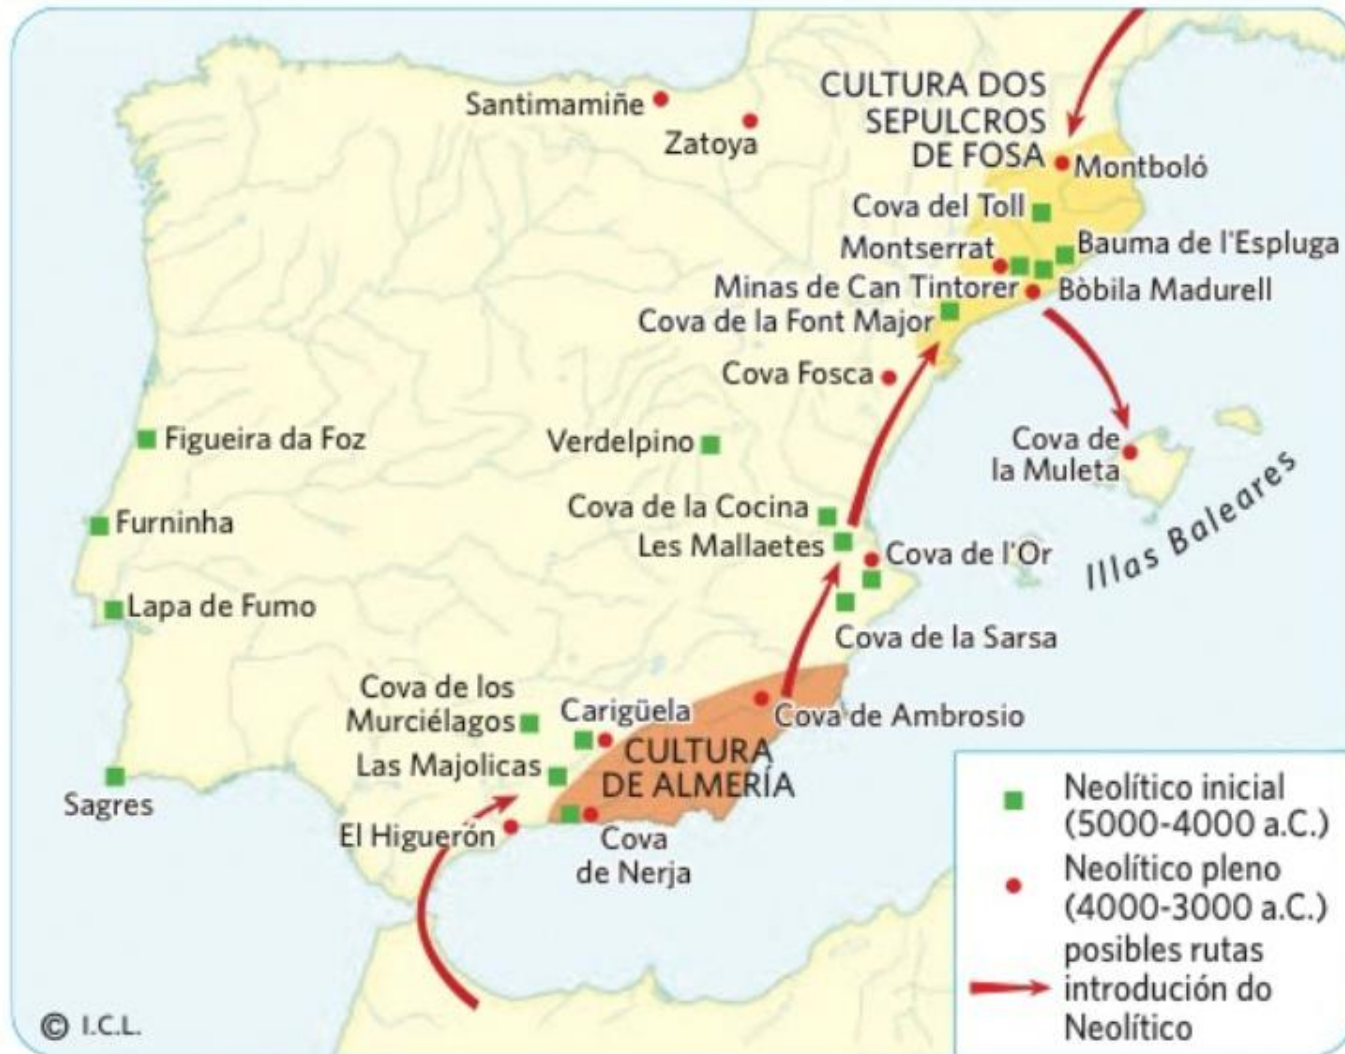 CULTURA DOS
SEPULCROS
DE FOSA
Santimamiñe
Zatoya
Montboló
Cova del Toll
Montserrat
Bauma de l'Espluga
Minas de Can Tintorer
Bòbila Madurell
Cova de la Font Major
Cova Fosca
Figueira da Foz
Verdelpino
Cova de
la Muleta
Illas Baleares
Furninha
Cova de la Cocina
Les Mallaetes
Cova de l'Or
Lapa de Fumo
Cova de la Sarsa
Cova de los
Murciélagos
Carigüela
Cova de Ambrosio
CULTURA
DE ALMERÍA
Las Majolicas
Sagres
El Higuerón
Cova
de Nerja
Neolítico inicial
(5000-4000 a.C.)
Neolítico pleno
(4000-3000 a.C.)
posibles rutas
introdución do
Neolítico
© I.C.L.